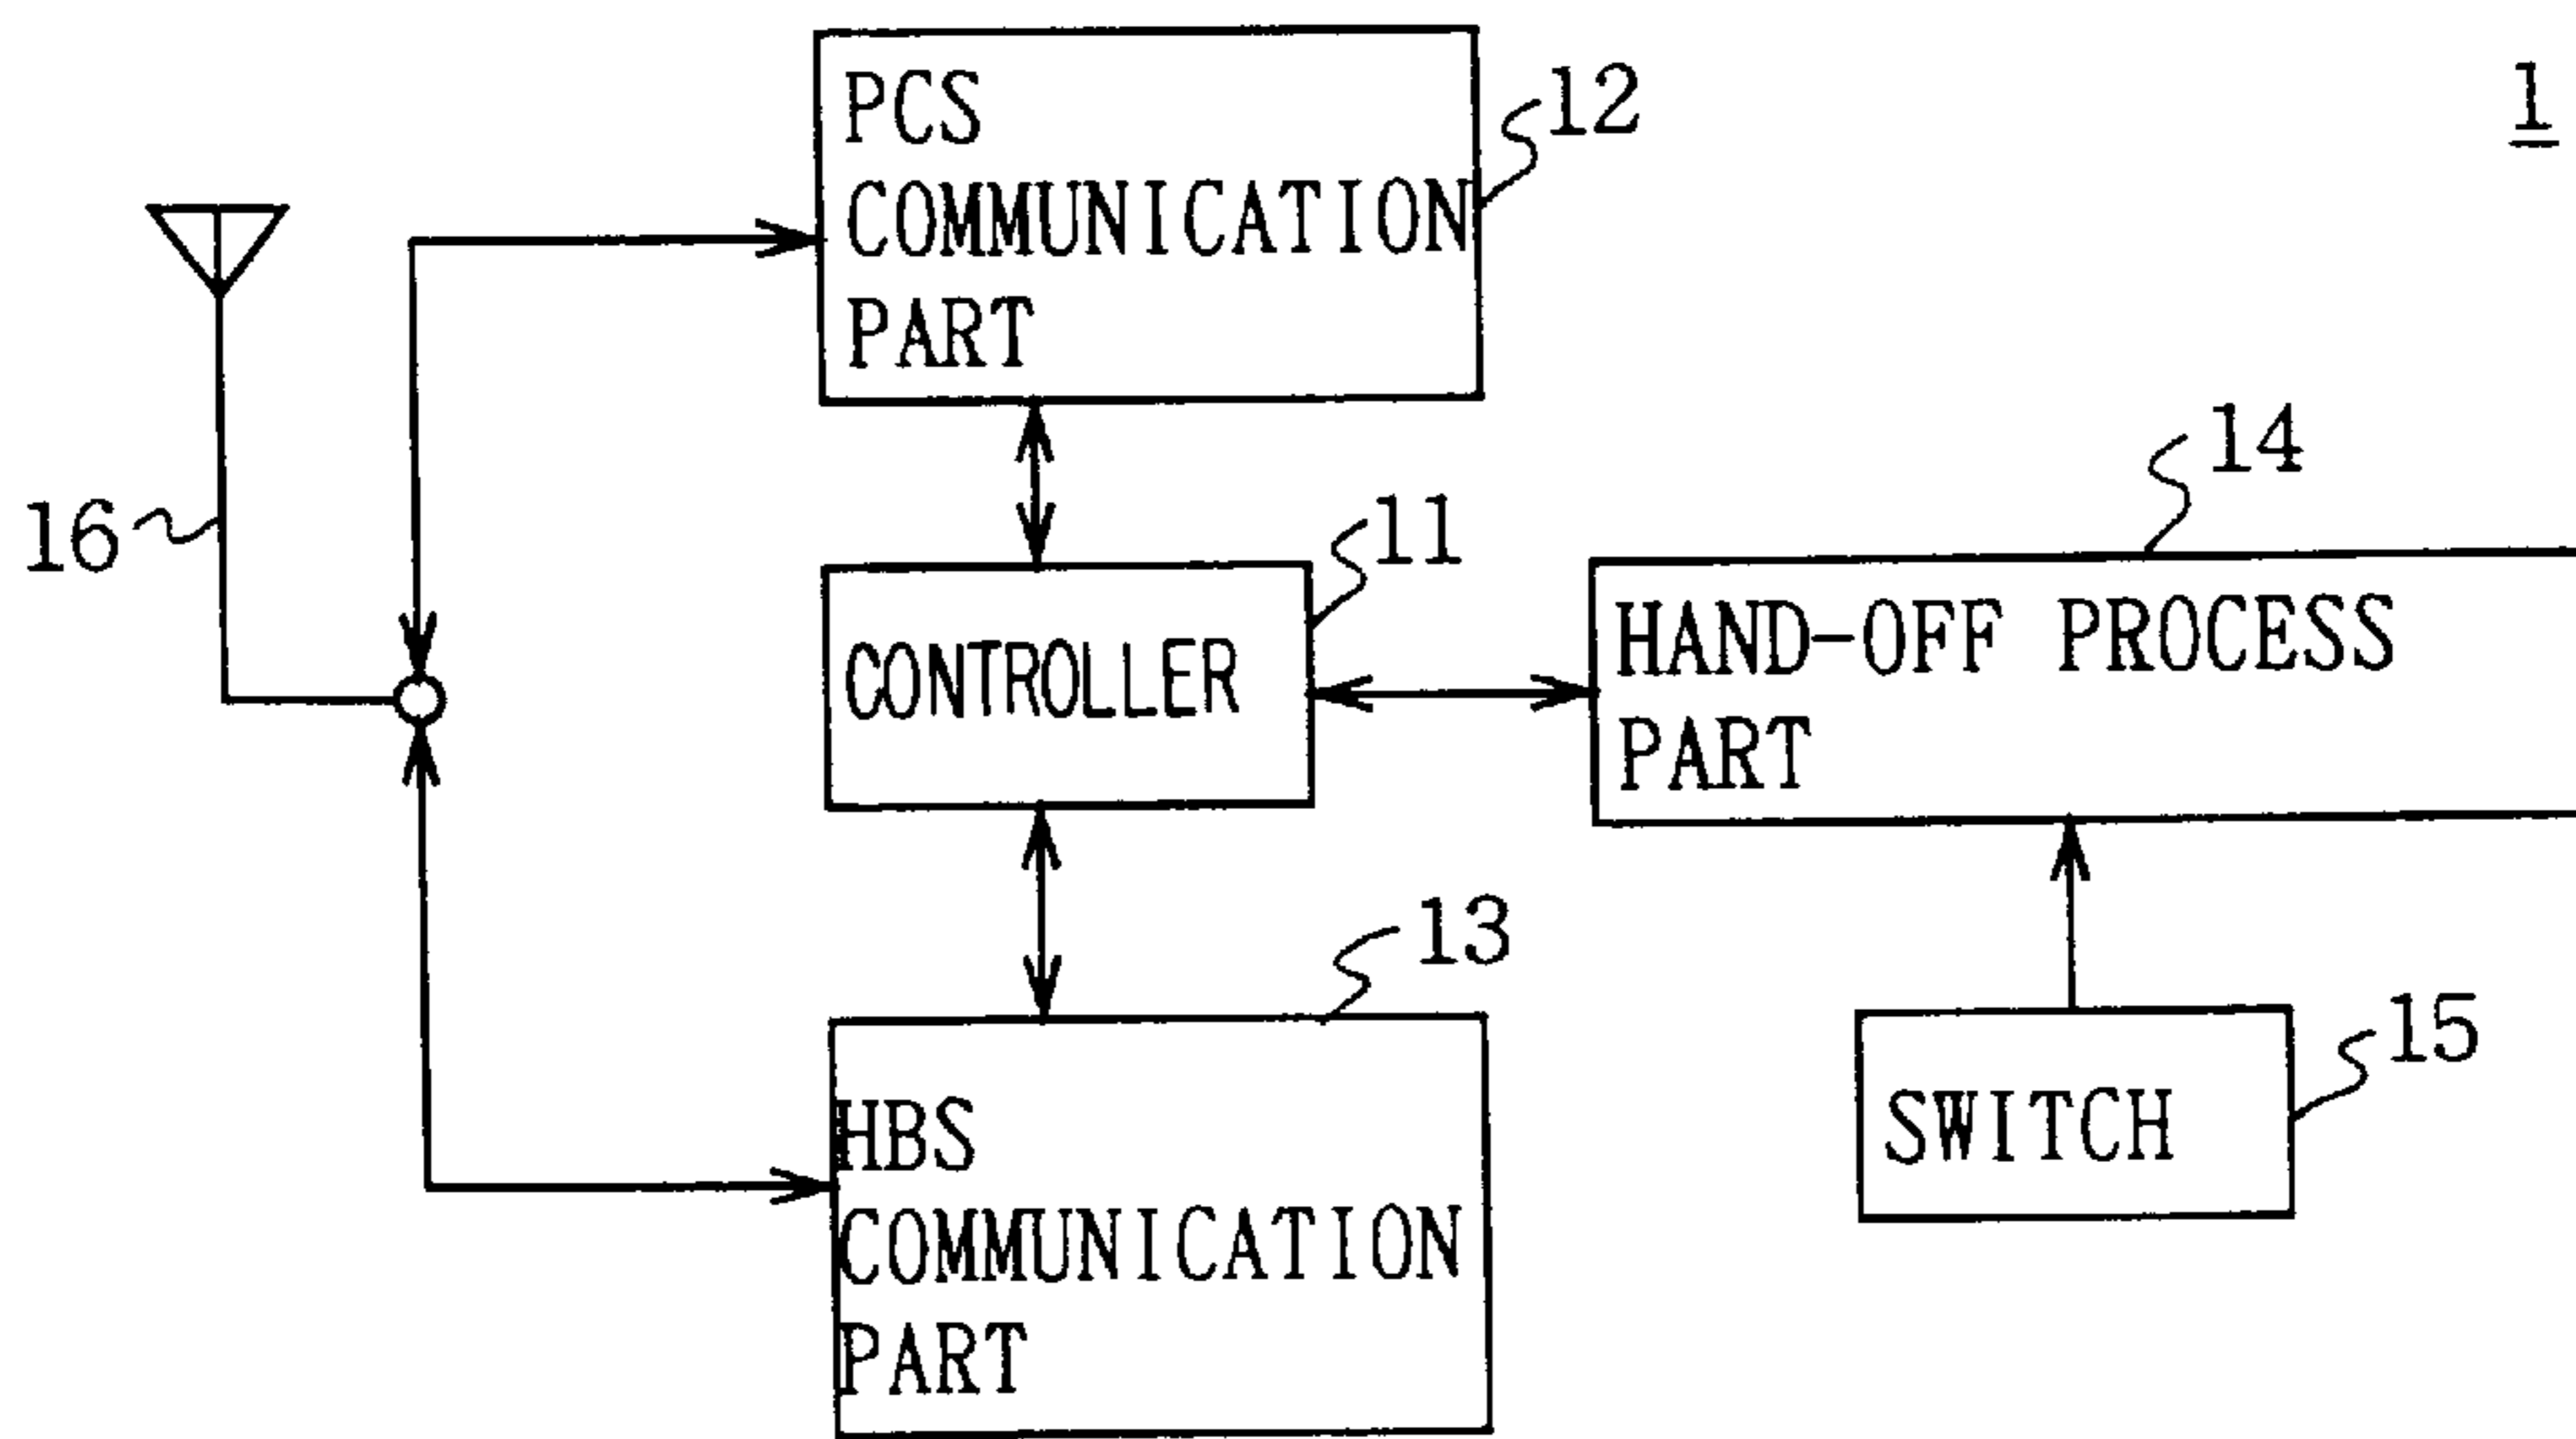 PCS
COMMUNICATION
PART
12
1
14
16
11
CONTROLLER
HAND-OFF PROCESS
PART
13
HBS
COMMUNICATION
PART
15
SWITCH